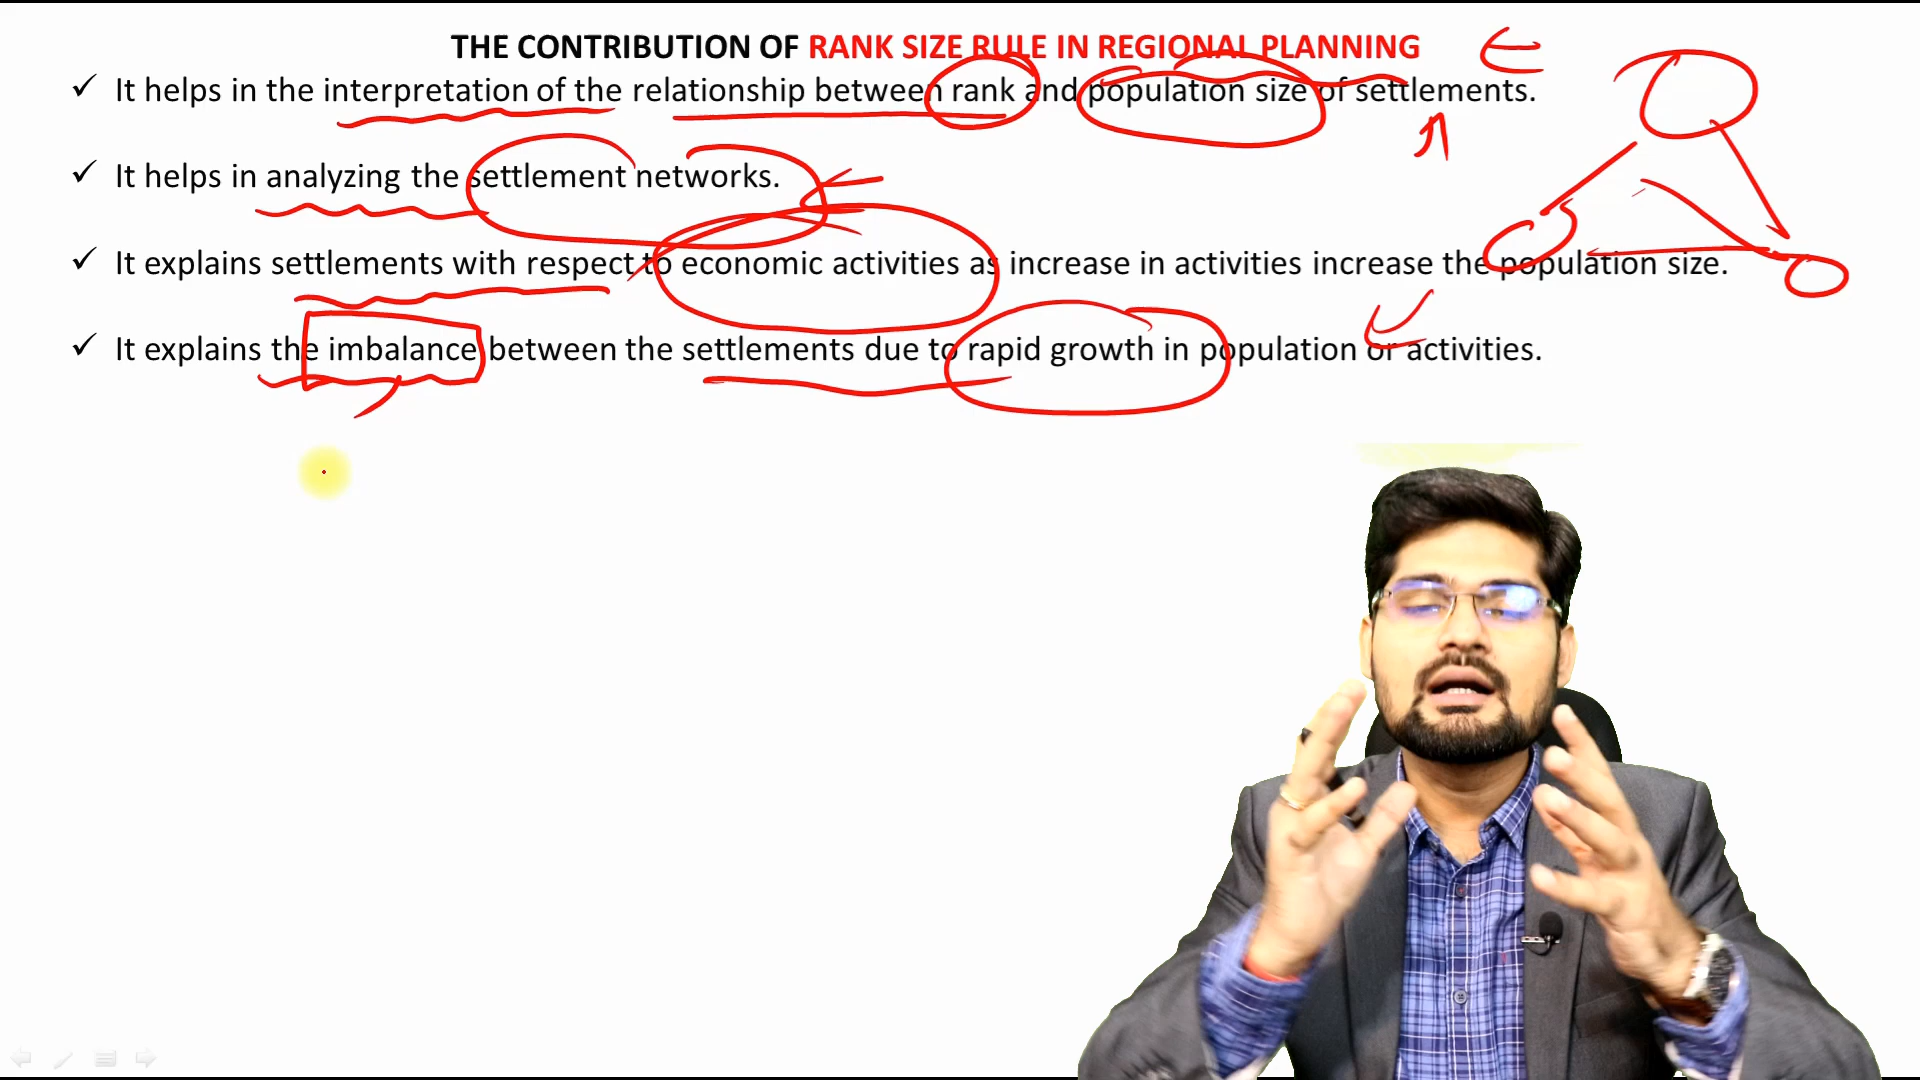 THE CONTRIBUTION OF RANK SIZE RULE IN REGIONAL PLANNING
✓ It helps in the interpretation of the relationship between rank and population size of settlements.
✓ It helps in analyzing the settlement networks.
✓ It explains settlements with respect to economic activities as increase in activities increase the population size.
✓ It explains the imbalance between the settlements due to rapid growth in population or activities.